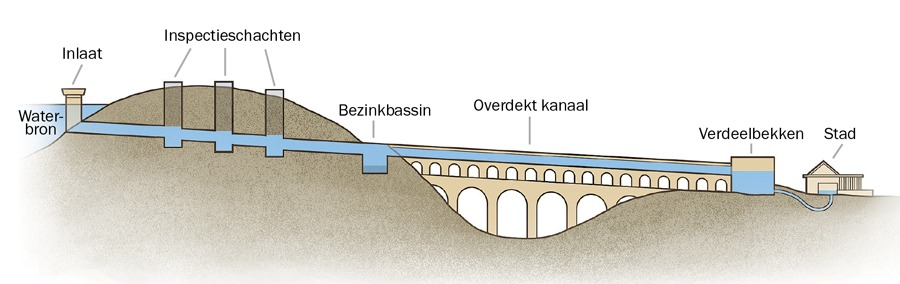 Inspectieschachten
Inlaat
Water-
bron
Bezinkbassin
Overdekt kanaal
Verdeelbekken
Stad